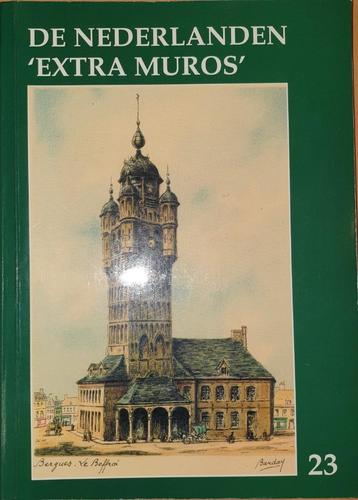 DE NEDERLANDEN
‘EXTRA MUROS’
Bergues. Le Beffroi
Barday
23